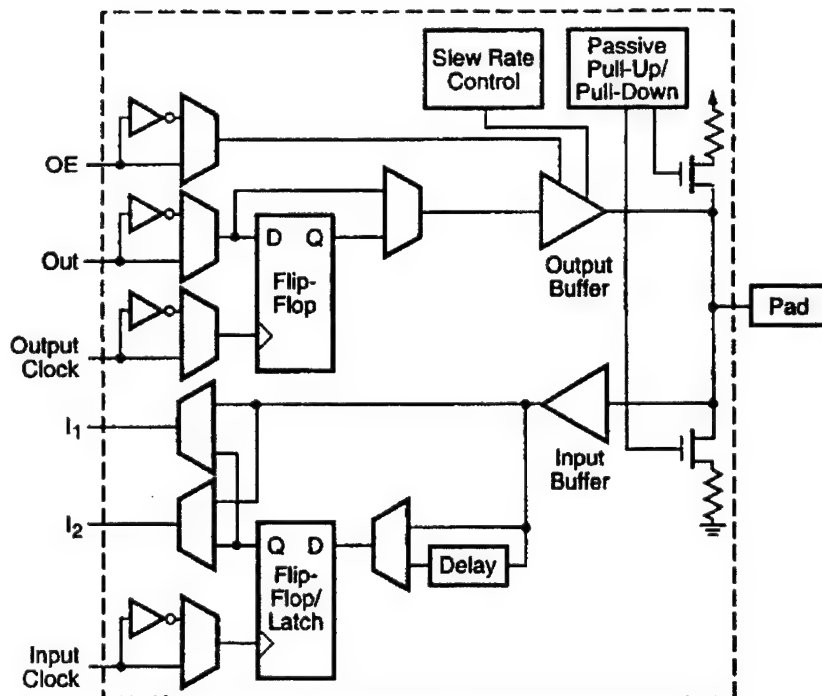 Slew Rate
Control
Passive
Pull-Up/
Pull-Down
OE
Out
D Q
Flip-
Flop
Output
Buffer
Pad
Output
Clock
I1
I2
Input
Buffer
Q D
Flip-
Flop/
Latch
Delay
Input
Clock